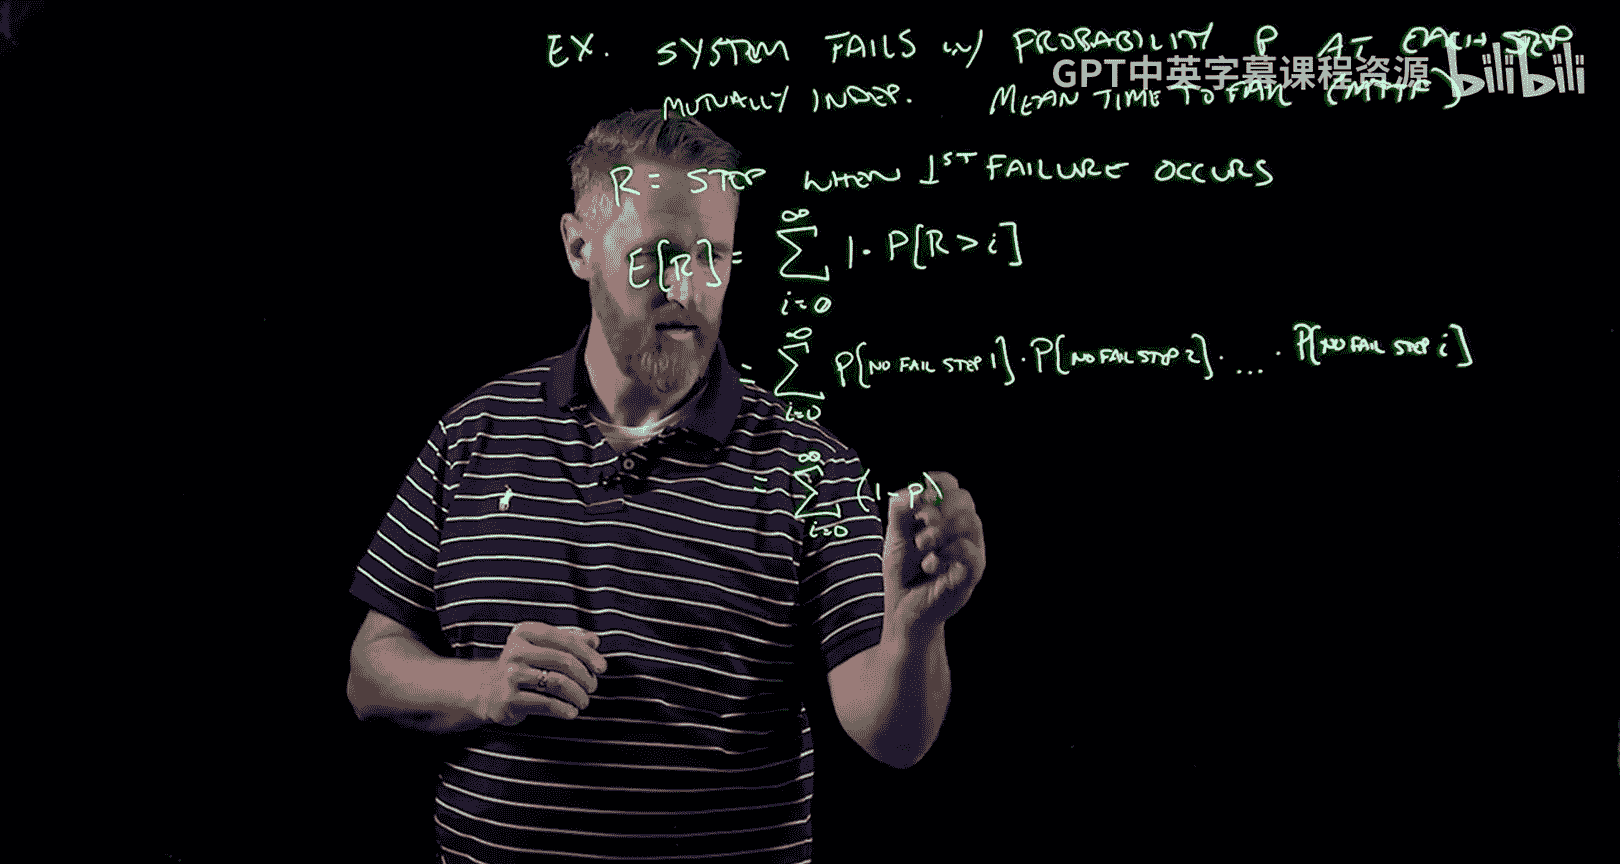 EX. SYSTEM FAILS w/ PROBABILITY P AT EACH STEP
GPT中英字幕课程资源 bilibili
MUTUALLY INDEP. MEAN TIME TO FAIL (MTTF)
R = STEP WHEN 1ST FAILURE OCCURS
E[R] = ∞ ∑ i=0 1 · P[R > i]
= ∞ ∑ i=0 P[NO FAIL STEP 1] · P[NO FAIL STEP 2] · ... · P[NO FAIL STEP i]
= ∞ ∑ i=0 (1-P)